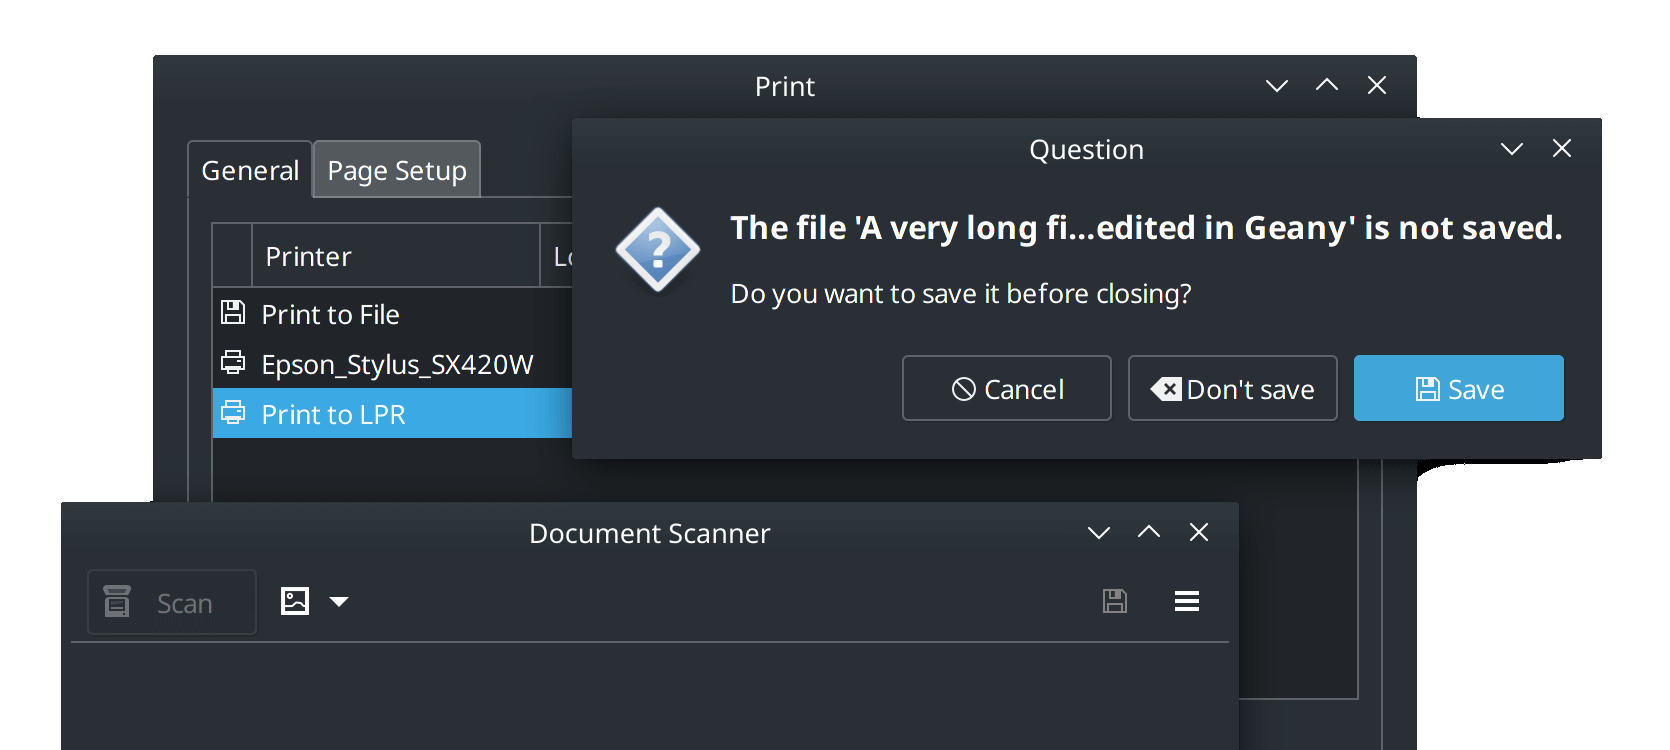 Print
Question
General
Page Setup
The file 'A very long fi...edited in Geany' is not saved.
Printer
Do you want to save it before closing?
Print to File
Epson_Stylus_SX420W
Print to LPR
Cancel
Don't save
Save
Document Scanner
Scan